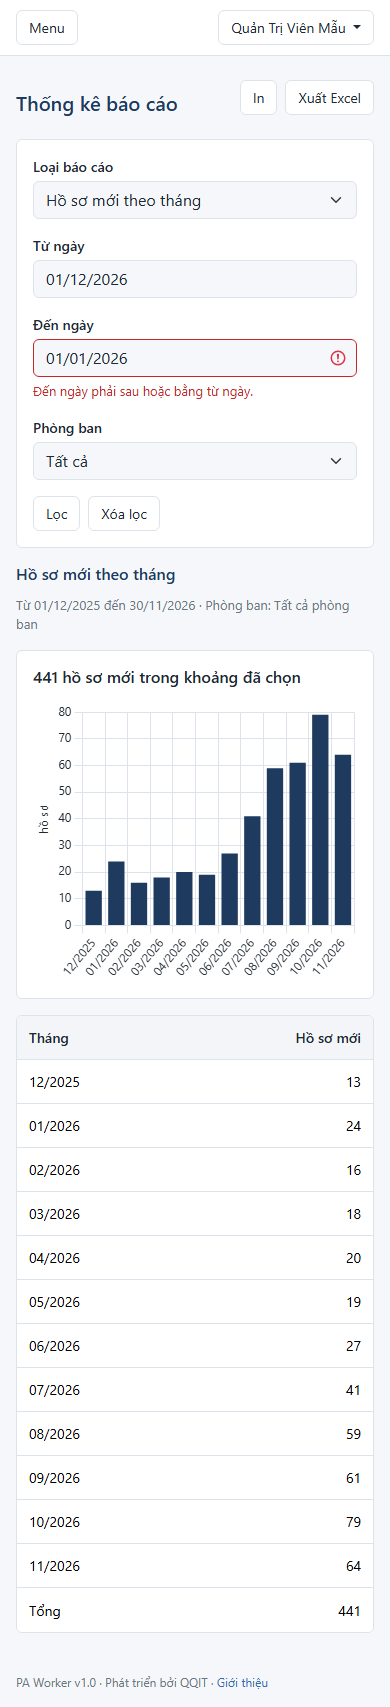 Menu
Quản Trị Viên Mẫu
Thống kê báo cáo
In
Xuất Excel
Loại báo cáo
Hồ sơ mới theo tháng
Từ ngày
01/12/2026
Đến ngày
01/01/2026
Đến ngày phải sau hoặc bằng từ ngày.
Phòng ban
Tất cả
Lọc
Xóa lọc
Hồ sơ mới theo tháng
Từ 01/12/2025 đến 30/11/2026 · Phòng ban: Tất cả phòng
ban
441 hồ sơ mới trong khoảng đã chọn
80
70
60
50
40
30
20
10
0
hồ sơ
12/2025
01/2026
02/2026
03/2026
04/2026
05/2026
06/2026
07/2026
08/2026
09/2026
10/2026
11/2026
Tháng Hồ sơ mới
12/2025 13
01/2026 24
02/2026 16
03/2026 18
04/2026 20
05/2026 19
06/2026 27
07/2026 41
08/2026 59
09/2026 61
10/2026 79
11/2026 64
Tổng 441
PA Worker v1.0 · Phát triển bởi QQIT · Giới thiệu